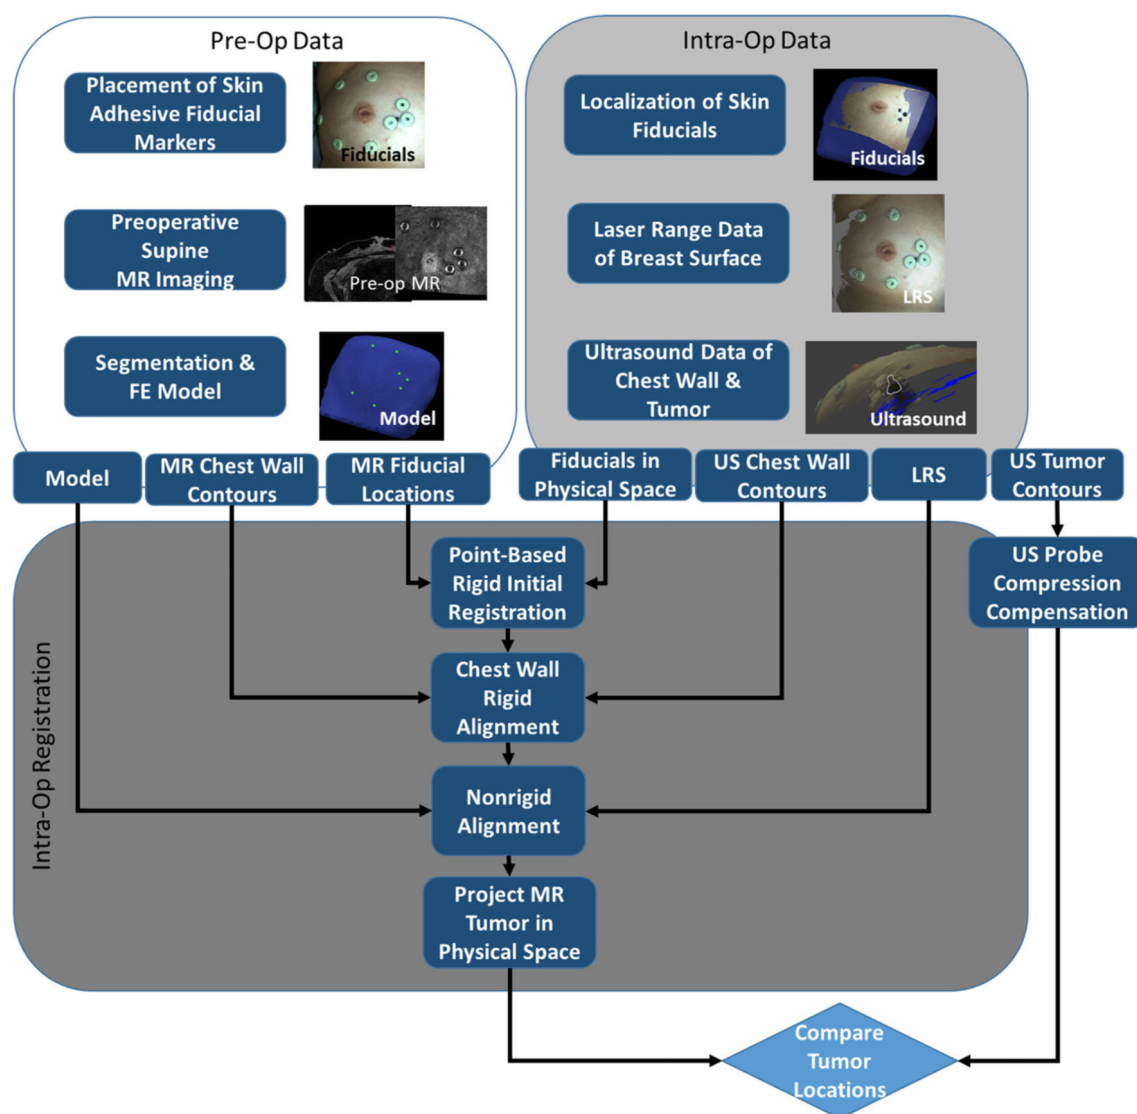 Pre-Op Data
Placement of Skin
Adhesive Fiducial
Markers
Fiducials
Preoperative
Supine
MR Imaging
Pre-op MR
Segmentation &
FE Model
Model
Intra-Op Data
Localization of Skin
Fiducials
Fiducials
Laser Range Data
of Breast Surface
LRS
Ultrasound Data of
Chest Wall &
Tumor
Ultrasound
Model
MR Chest Wall
Contours
MR Fiducial
Locations
Fiducials in
Physical Space
US Chest Wall
Contours
LRS
US Tumor
Contours
Intra-Op Registration
Point-Based
Rigid Initial
Registration
US Probe
Compression
Compensation
Chest Wall
Rigid
Alignment
Nonrigid
Alignment
Project MR
Tumor in
Physical Space
Compare
Tumor
Locations